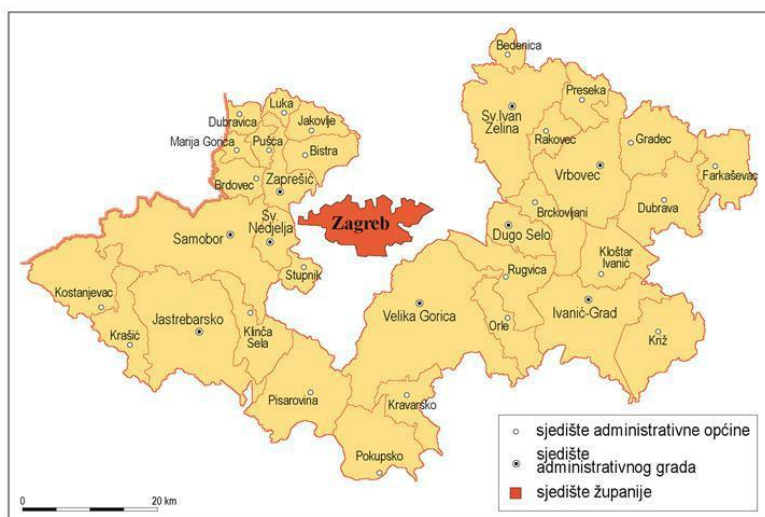 Bedenica
Preseka
Luka
Sv.Ivan
Zelina
Dubravica
Jakovlje
Rakovec
Gradec
Marija Gorica
Pušća
Bistra
Vrbovec
Farkaševac
Brdovec
Zaprešić
Brckovljani
Dubrava
Zagreb
Sv.
Nedjelja
Samobor
Dugo Selo
Kloštar
Ivanić
Stupnik
Rugvica
Kostanjevac
Velika Gorica
Ivanić-Grad
Jastrebarsko
Orle
Klinča
Sela
Krašić
Križ
Pisarovina
Kravarsko
Pokupsko
sjedište administrativne općine
sjedište
administrativnog grada
sjedište županije
0 20 km